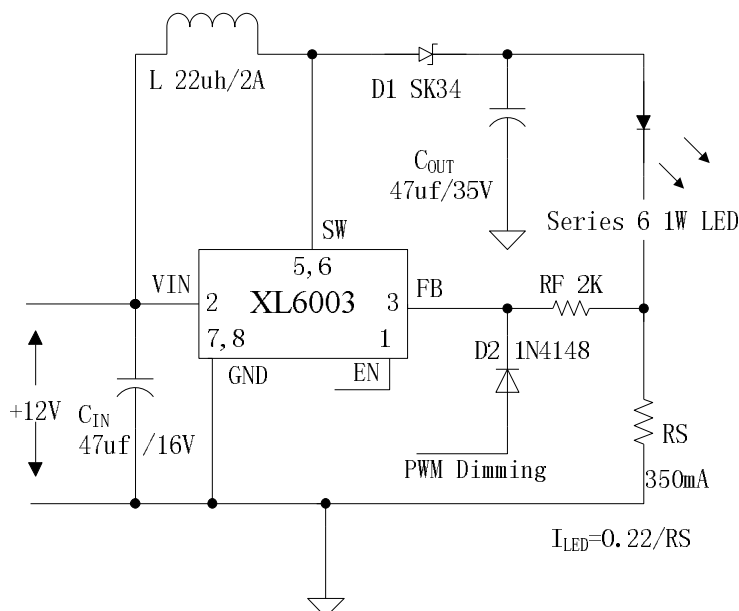 L 22uh/2A
D1 SK34
C_OUT
47uf/35V
Series 6 1W LED
SW
5,6
VIN
2
XL6003
3
FB
RF 2K
7,8
1
GND
EN
D2 1N4148
+12V
C_IN
47uf /16V
PWM Dimming
RS
350mA
I_LED=0.22/RS